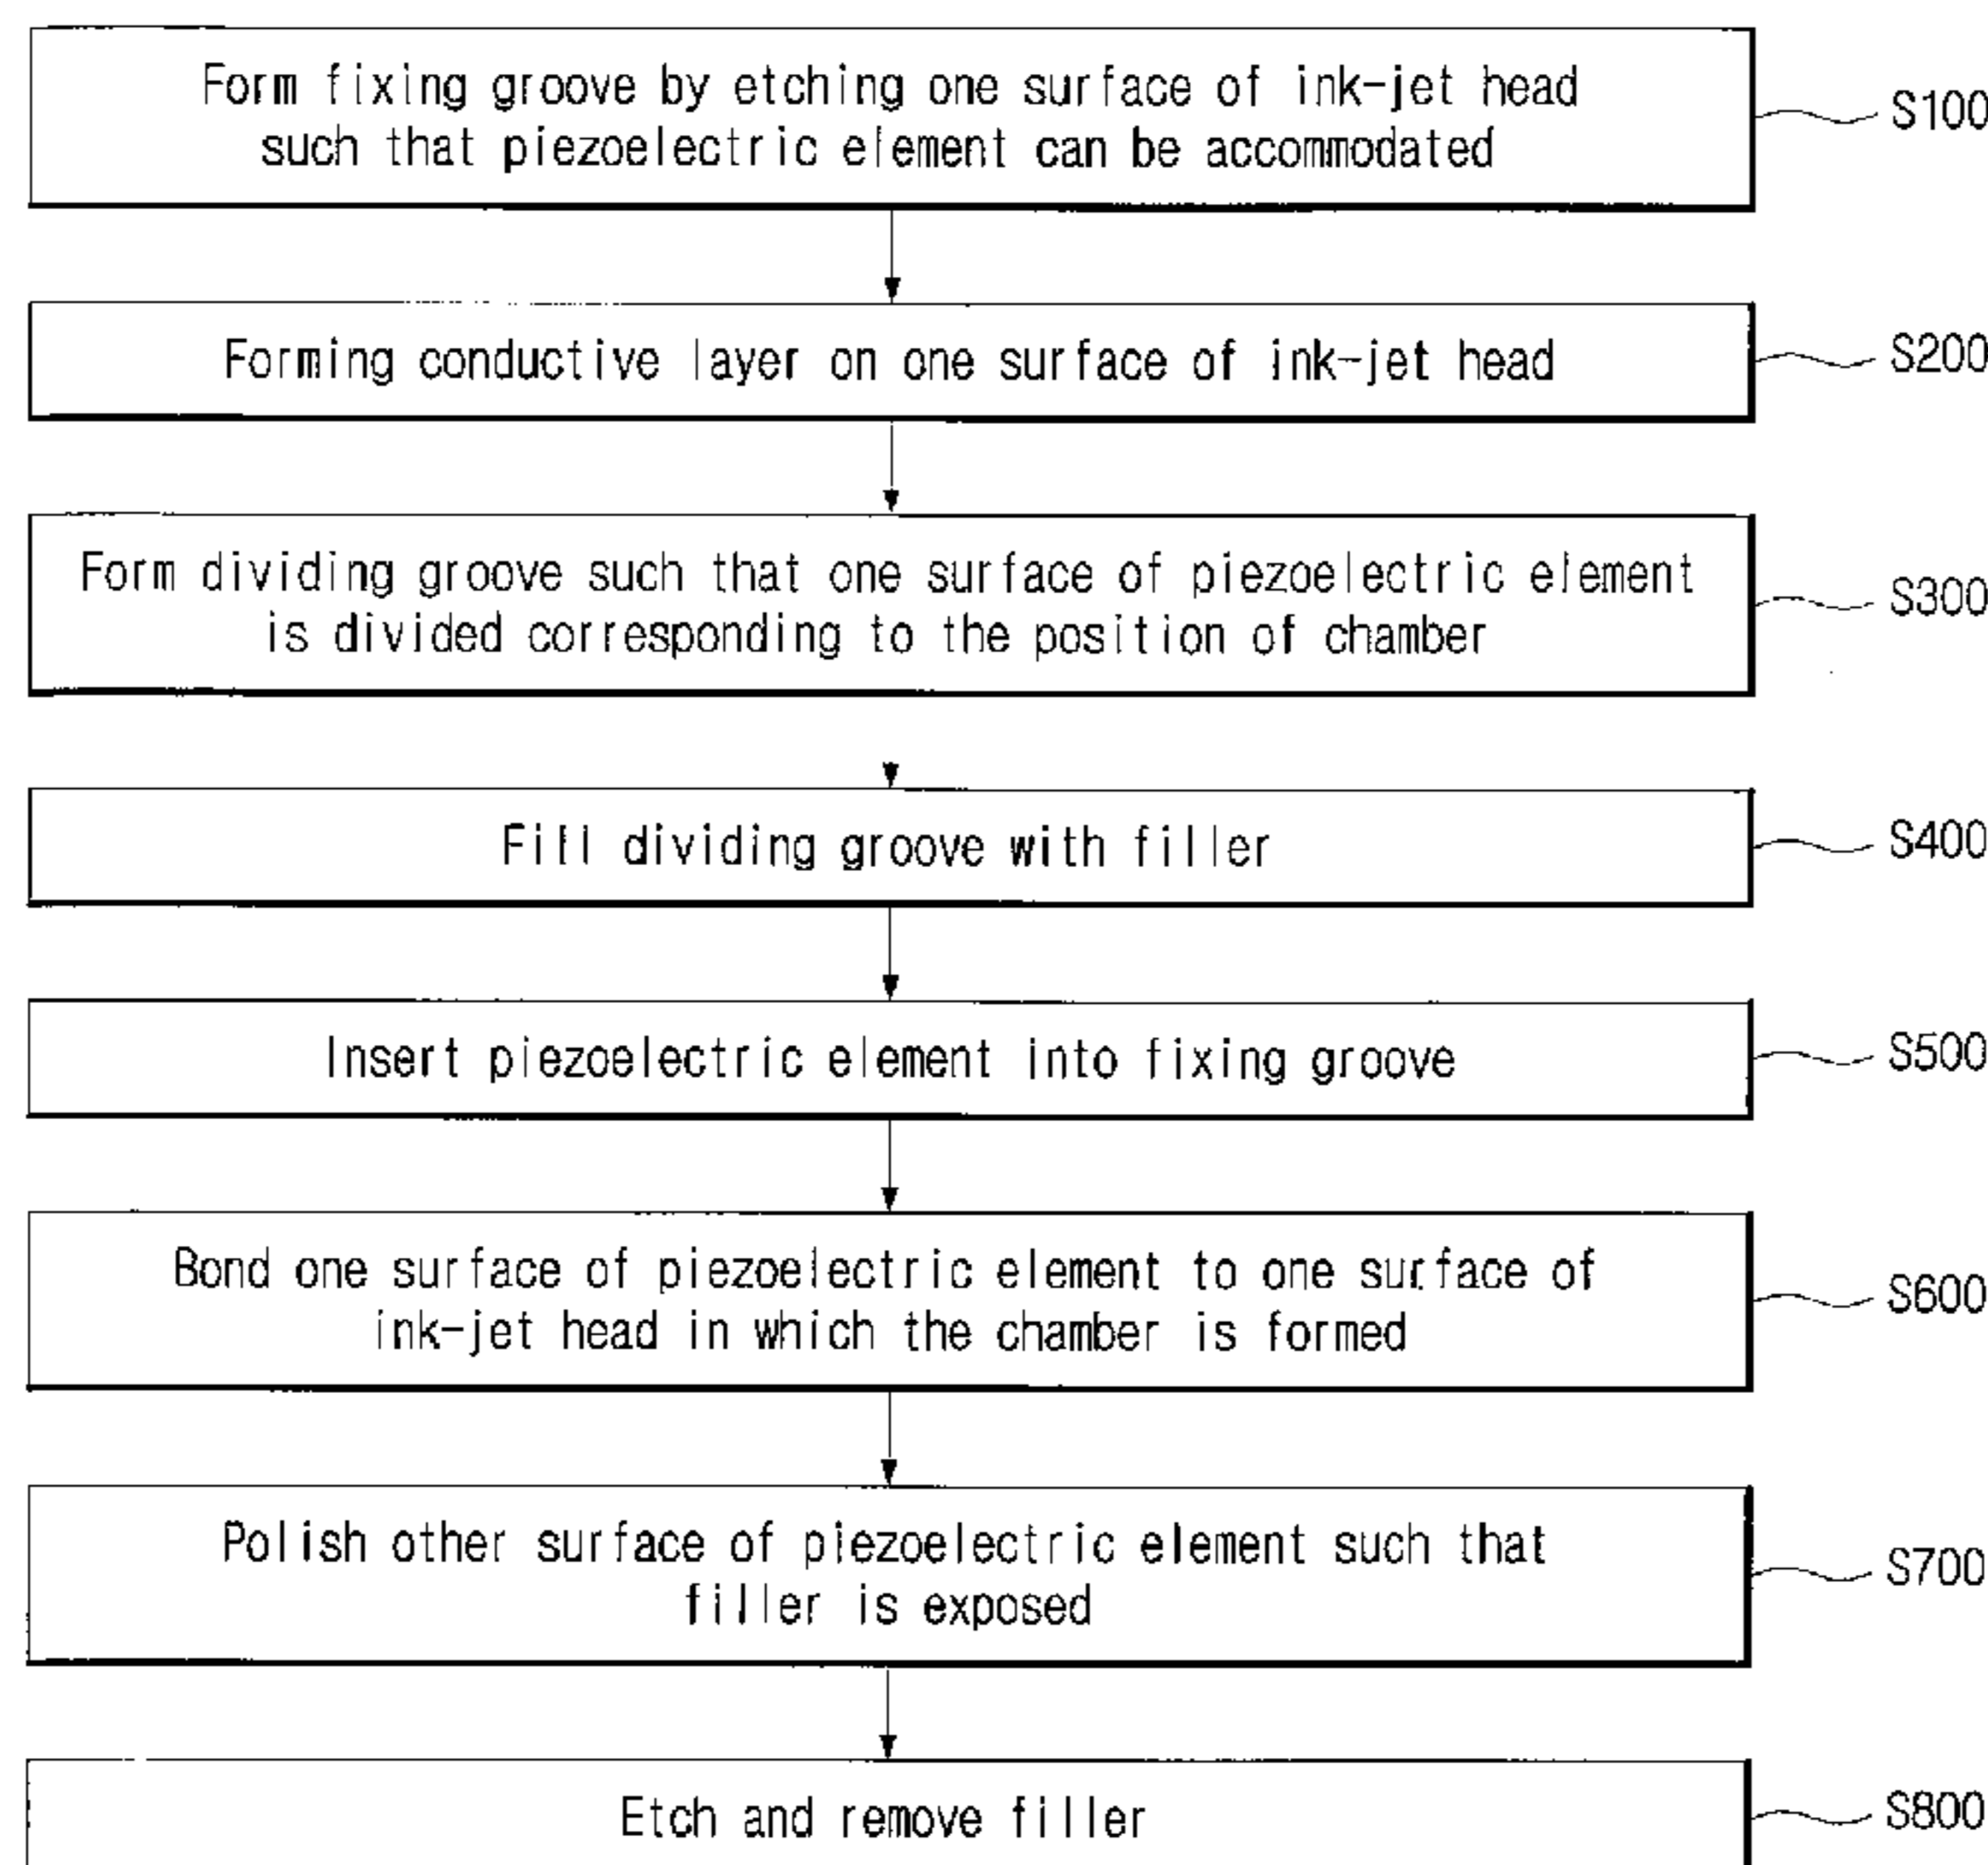 Form fixing groove by etching one surface of ink-jet head
such that piezoelectric element can be accommodated
S100
Forming conductive layer on one surface of ink-jet head
S200
Form dividing groove such that one surface of piezoelectric element
is divided corresponding to the position of chamber
S300
Fill dividing groove with filler
S400
Insert piezoelectric element into fixing groove
S500
Bond one surface of piezoelectric element to one surface of
ink-jet head in which the chamber is formed
S600
Polish other surface of piezoelectric element such that
filler is exposed
S700
Etch and remove filler
S800